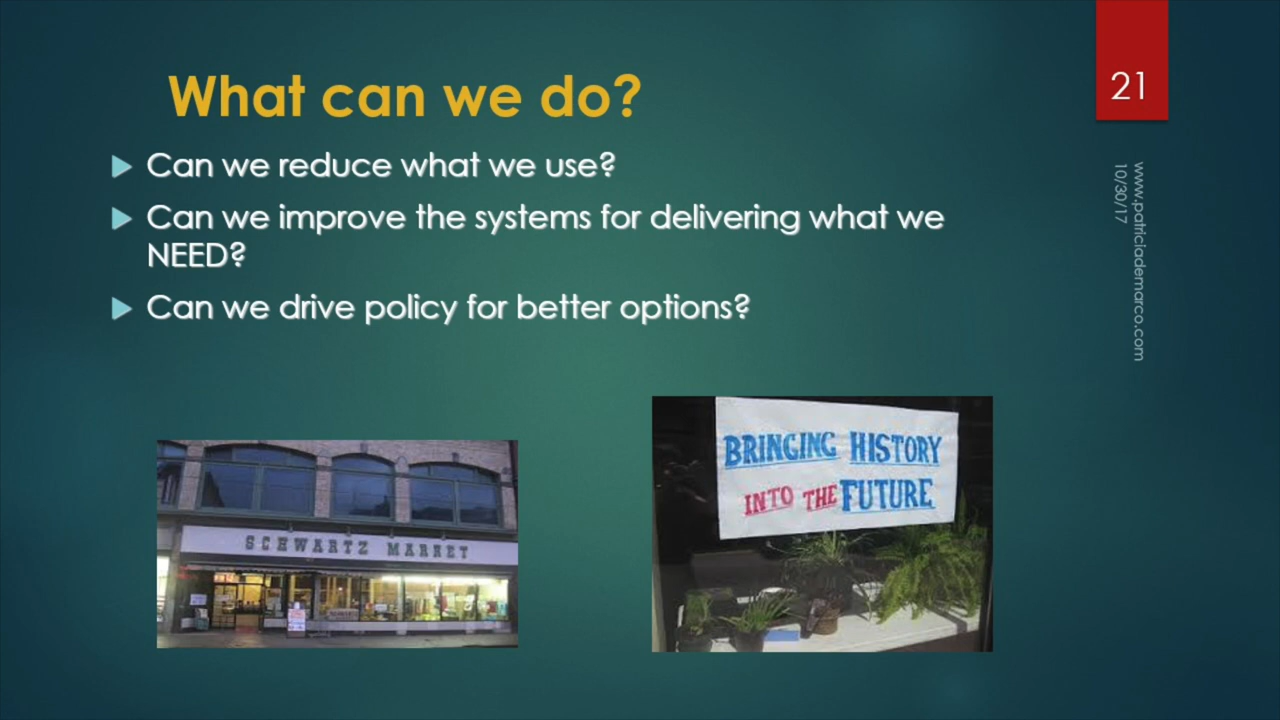 What can we do?
21
Can we reduce what we use?
Can we improve the systems for delivering what we
NEED?
Can we drive policy for better options?
www.patriciademarco.com
10/30/17
SCHWARTZ MARKET
BRINGING HISTORY
INTO THE FUTURE